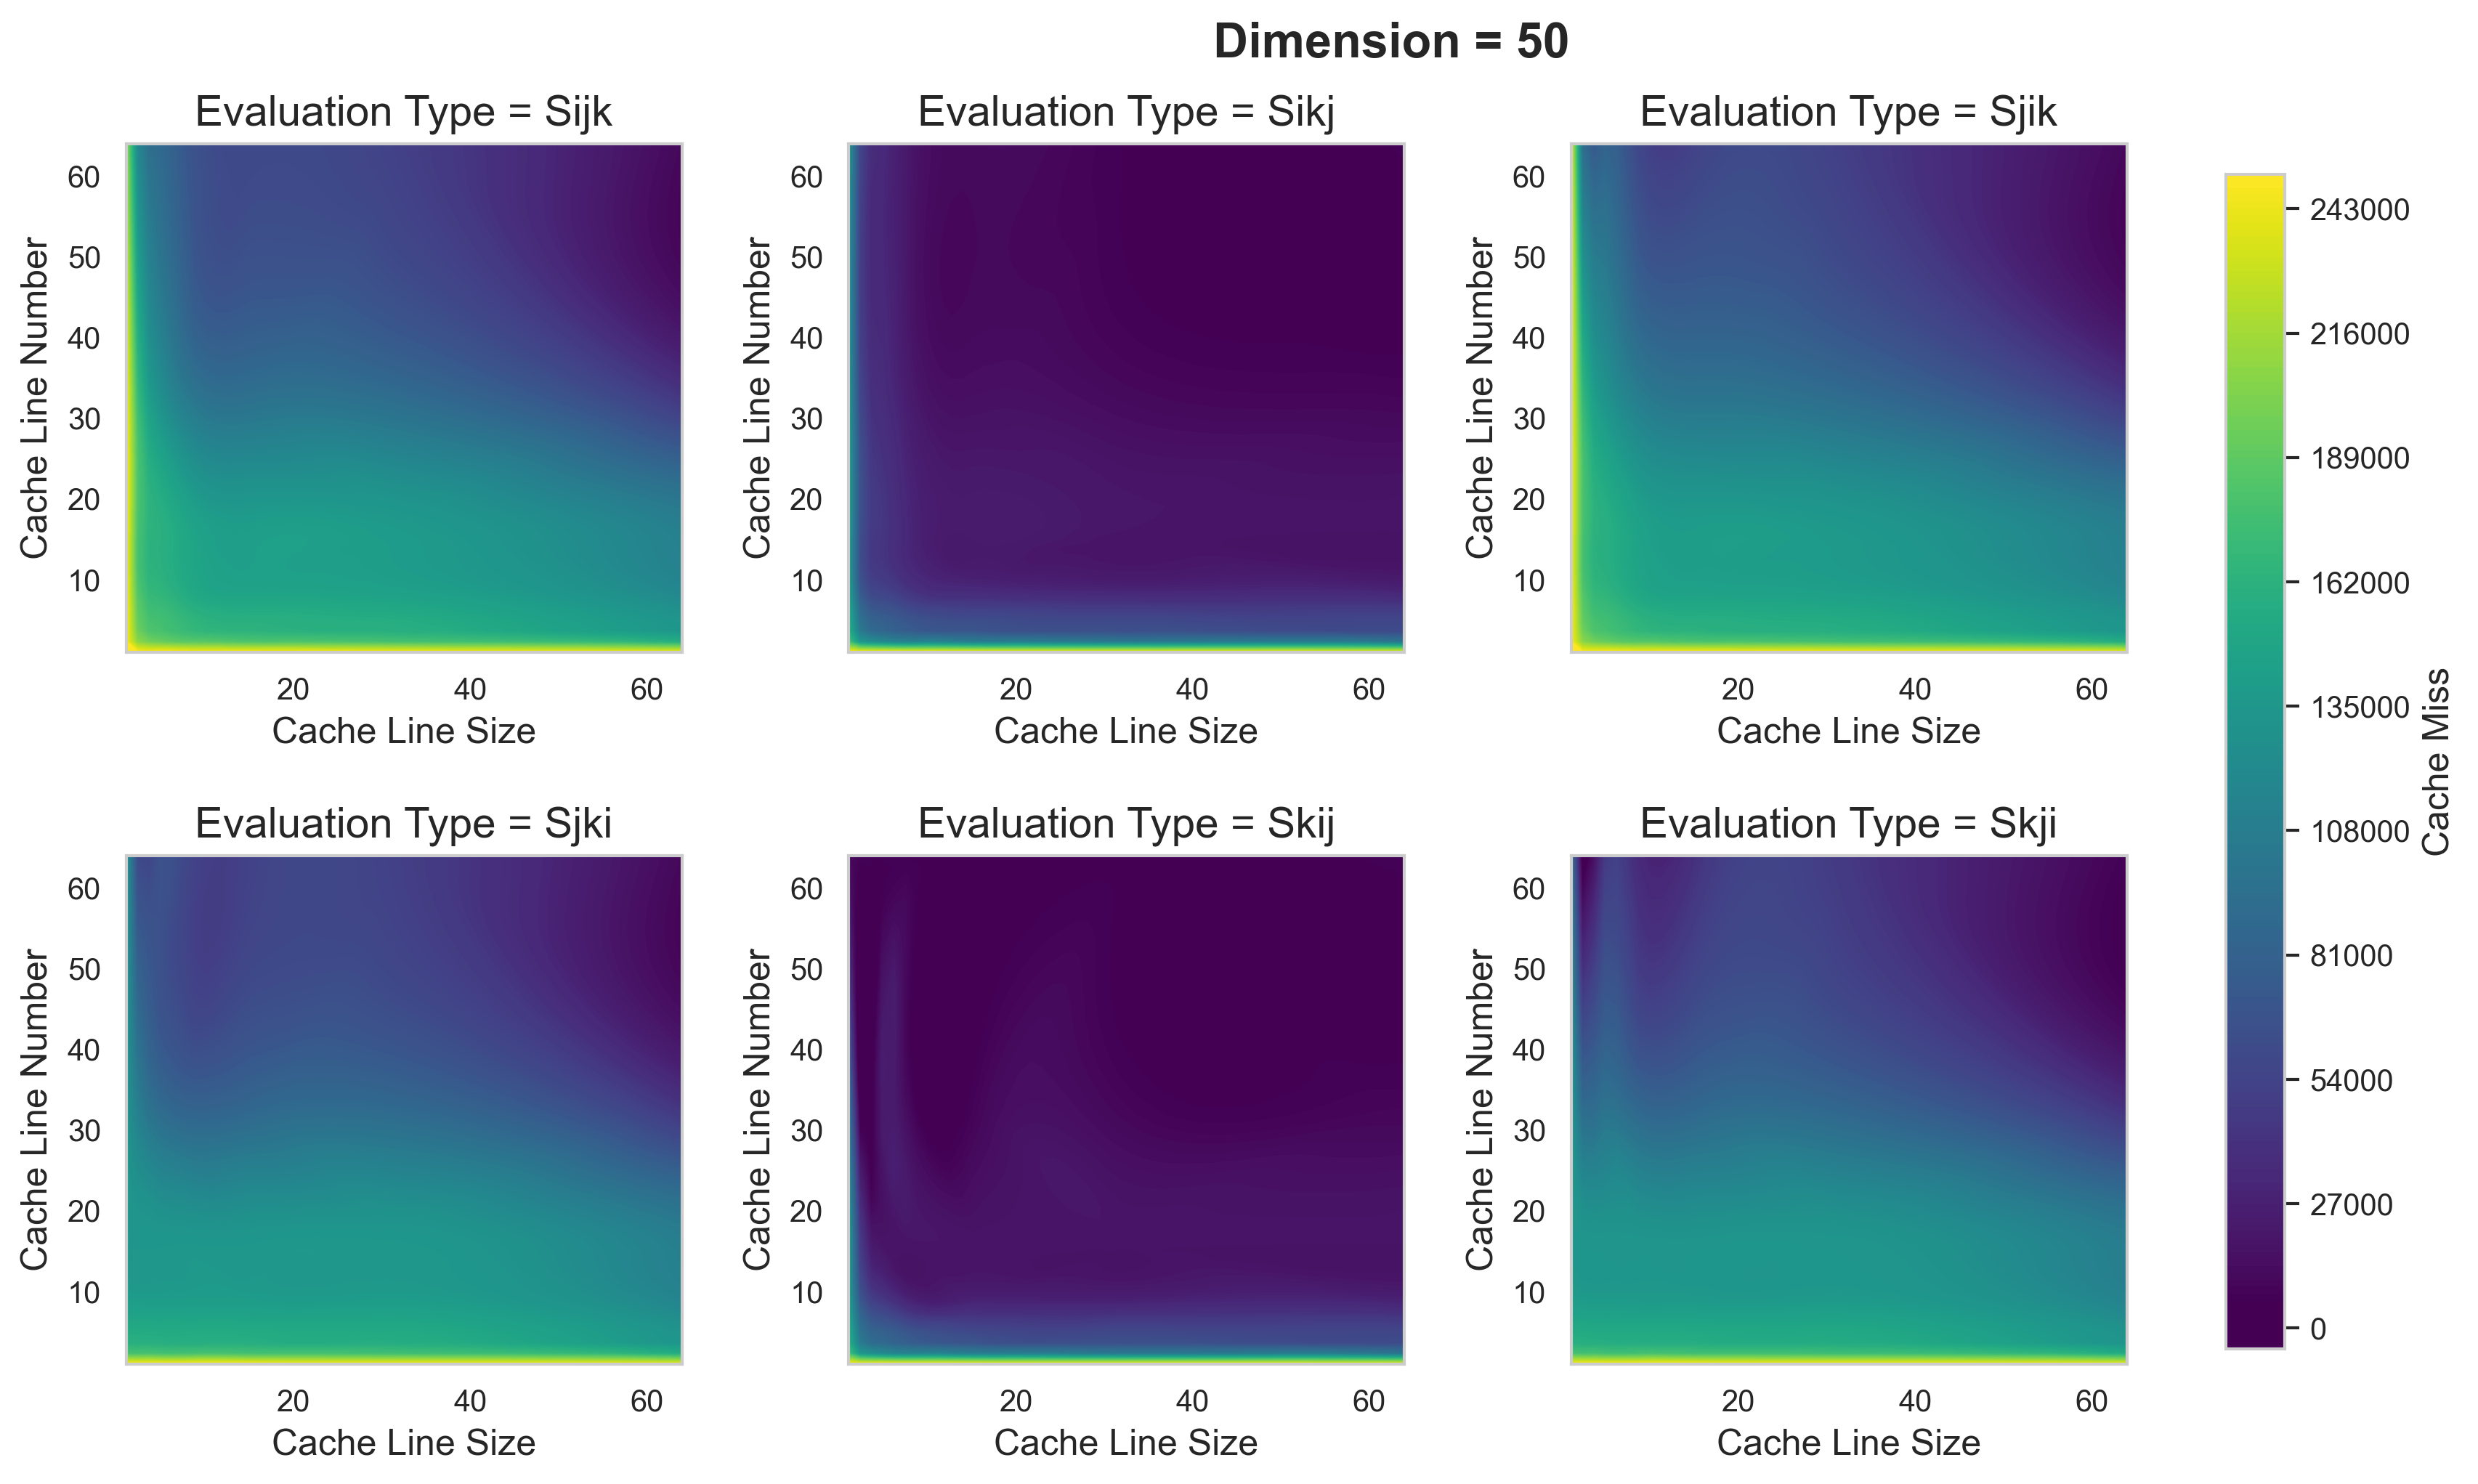 Dimension = 50
Evaluation Type = Sijk
60
50
40
30
20
10
Cache Line Number
20 40 60
Cache Line Size
Evaluation Type = Sikj
60
50
40
30
20
10
Cache Line Number
20 40 60
Cache Line Size
Evaluation Type = Sjik
60
50
40
30
20
10
Cache Line Number
20 40 60
Cache Line Size
Evaluation Type = Sjki
60
50
40
30
20
10
Cache Line Number
20 40 60
Cache Line Size
Evaluation Type = Skij
60
50
40
30
20
10
Cache Line Number
20 40 60
Cache Line Size
Evaluation Type = Skji
60
50
40
30
20
10
Cache Line Number
20 40 60
Cache Line Size
243000
216000
189000
162000
135000
108000
81000
54000
27000
0
Cache Miss